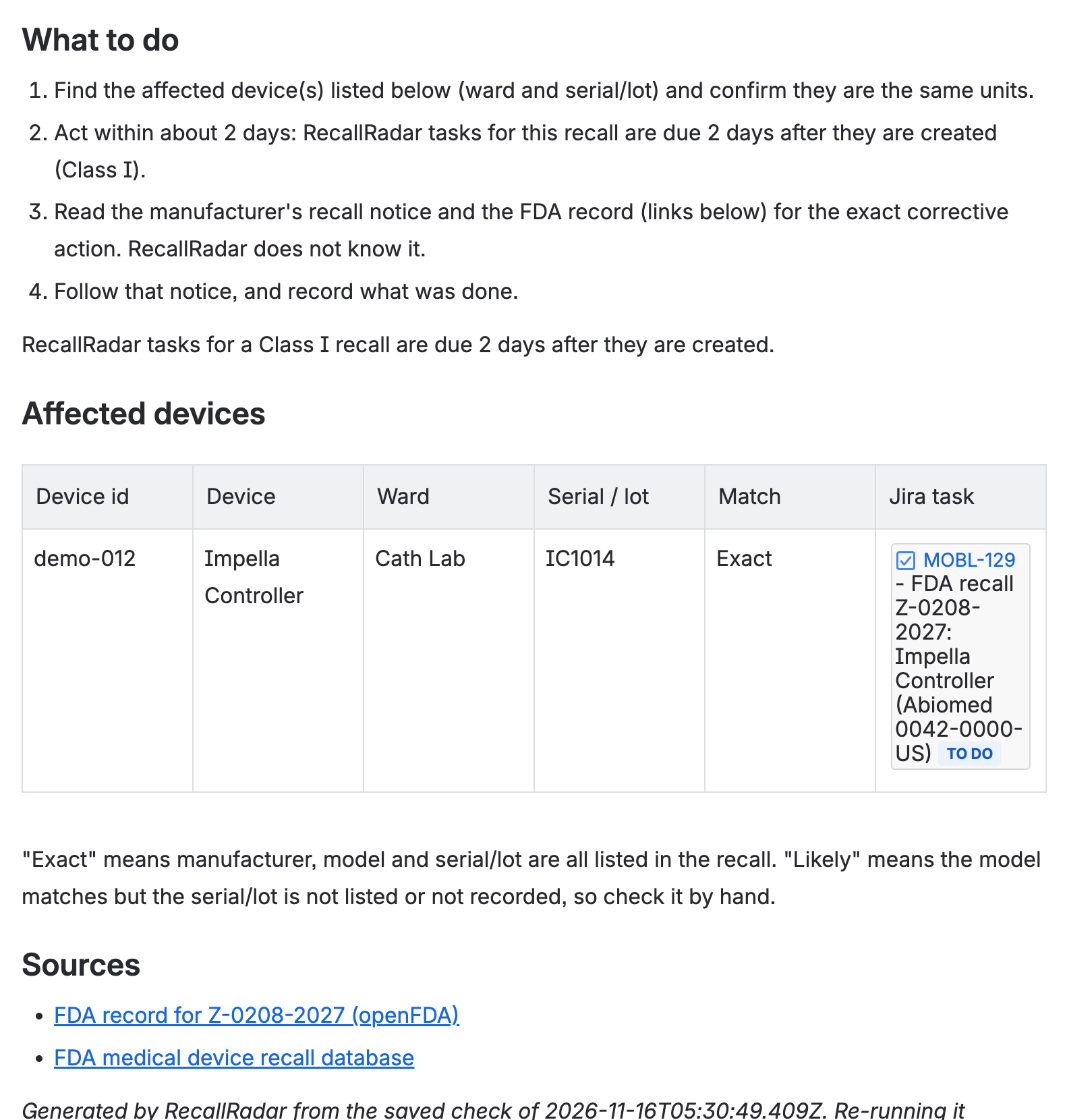 What to do
1. Find the affected device(s) listed below (ward and serial/lot) and confirm they are the same units.
2. Act within about 2 days: RecallRadar tasks for this recall are due 2 days after they are created
(Class I).
3. Read the manufacturer's recall notice and the FDA record (links below) for the exact corrective
action. RecallRadar does not know it.
4. Follow that notice, and record what was done.
RecallRadar tasks for a Class I recall are due 2 days after they are created.
Affected devices
Device id Device Ward Serial / lot Match Jira task
demo-012 Impella Cath Lab IC1014 Exact MOBL-129
Controller
- FDA recall
Z-0208-
2027:
Impella
Controller
(Abiomed
0042-0000-
US) TO DO
"Exact" means manufacturer, model and serial/lot are all listed in the recall. "Likely" means the model
matches but the serial/lot is not listed or not recorded, so check it by hand.
Sources
• FDA record for Z-0208-2027 (openFDA)
• FDA medical device recall database
Generated by RecallRadar from the saved check of 2026-11-16T05:30:49.409Z. Re-running it